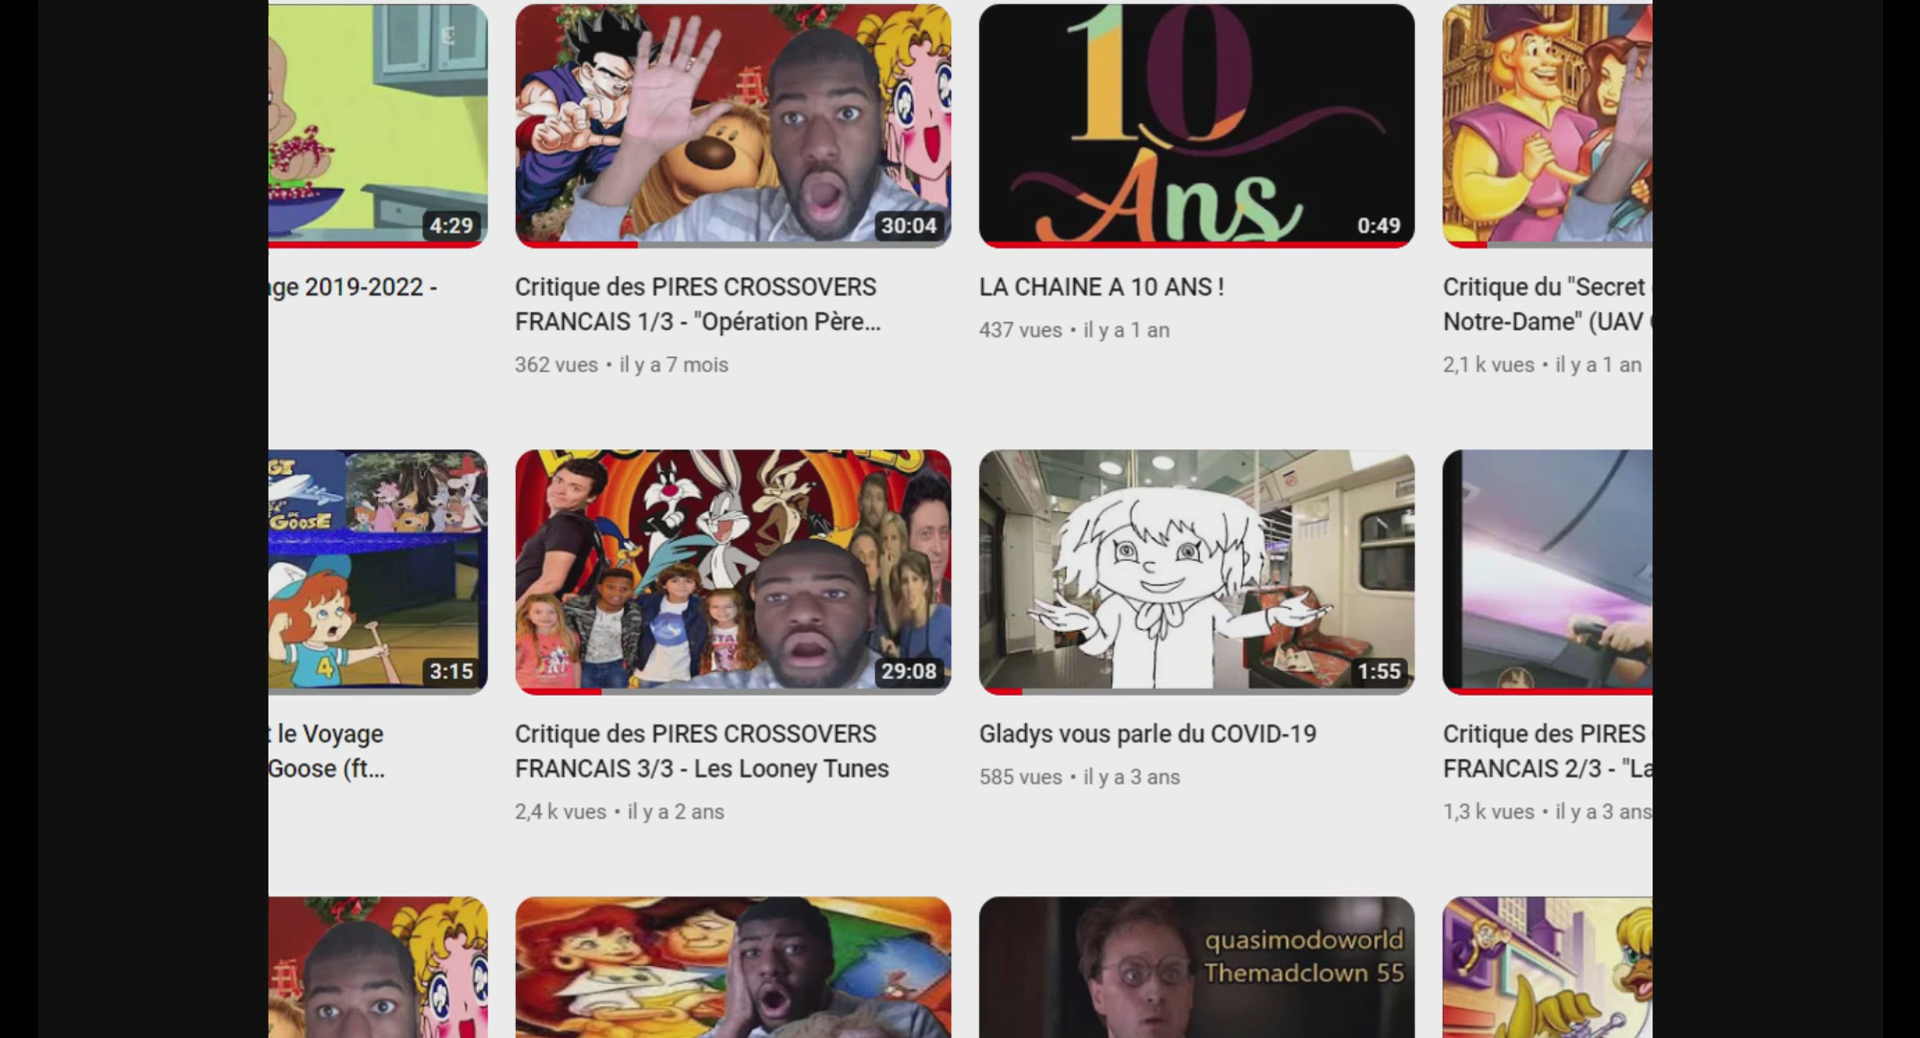 4:29
30:04
10
Ans
0:49
age 2019-2022 -
Critique des PIRES CROSSOVERS
FRANCAIS 1/3 - "Opération Père...
362 vues • il y a 7 mois
LA CHAINE A 10 ANS !
437 vues • il y a 1 an
Critique du "Secret
Notre-Dame" (UAV
2,1 k vues • il y a 1 an
GOOSE
4
3:15
29:08
1:55
t le Voyage
Goose (ft...
Critique des PIRES CROSSOVERS
FRANCAIS 3/3 - Les Looney Tunes
2,4 k vues • il y a 2 ans
Gladys vous parle du COVID-19
585 vues • il y a 3 ans
Critique des PIRES
FRANCAIS 2/3 - "La
1,3 k vues • il y a 3 ans
quasimodoworld
Themadclown 55